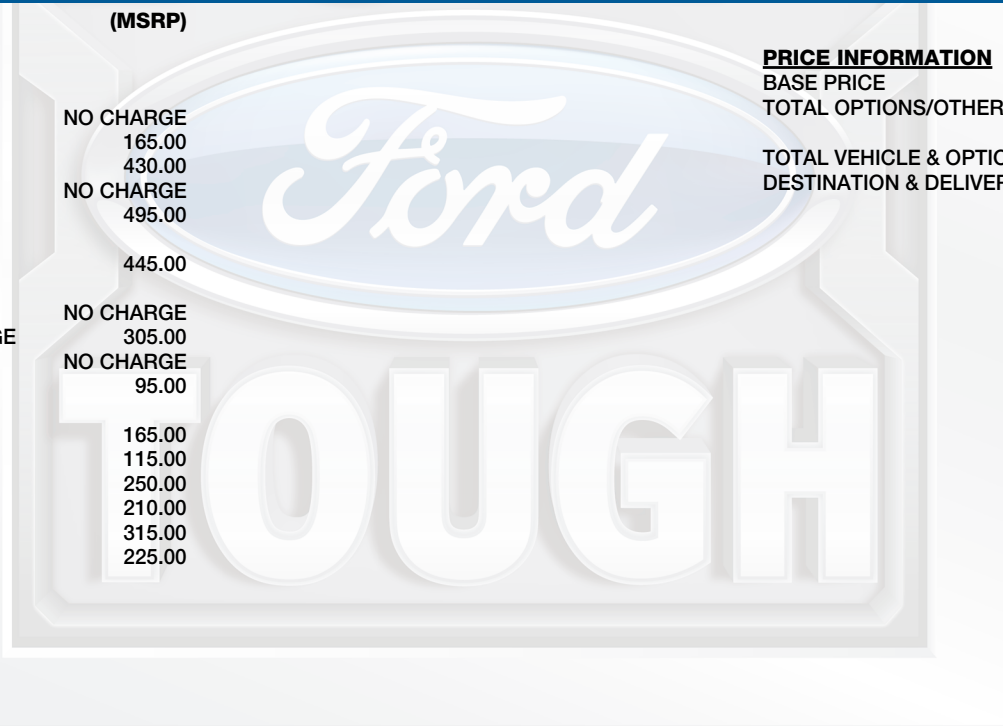 (MSRP)
NO CHARGE
165.00
430.00
NO CHARGE
495.00
445.00
NO CHARGE
GE 305.00
NO CHARGE
95.00
165.00
115.00
250.00
210.00
315.00
225.00
PRICE INFORMATION
BASE PRICE
TOTAL OPTIONS/OTHER
TOTAL VEHICLE & OPTIO
DESTINATION & DELIVER
Ford
TOUGH